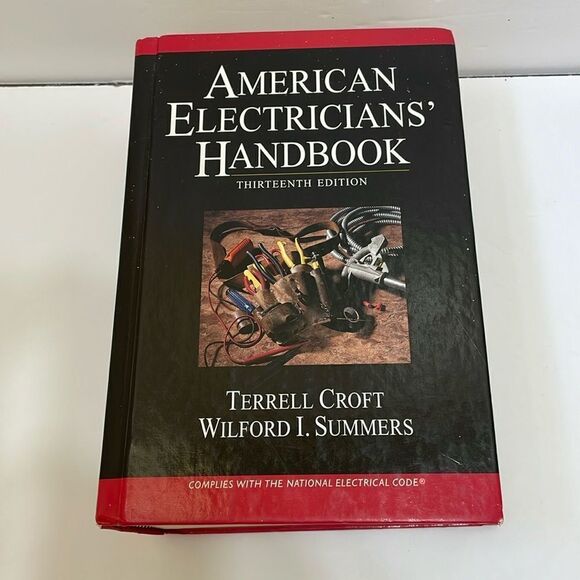 AMERICAN
ELECTRICIANS'
HANDBOOK
THIRTEENTH EDITION
TERRELL CROFT
WILFORD I. SUMMERS
COMPLIES WITH THE NATIONAL ELECTRICAL CODE®